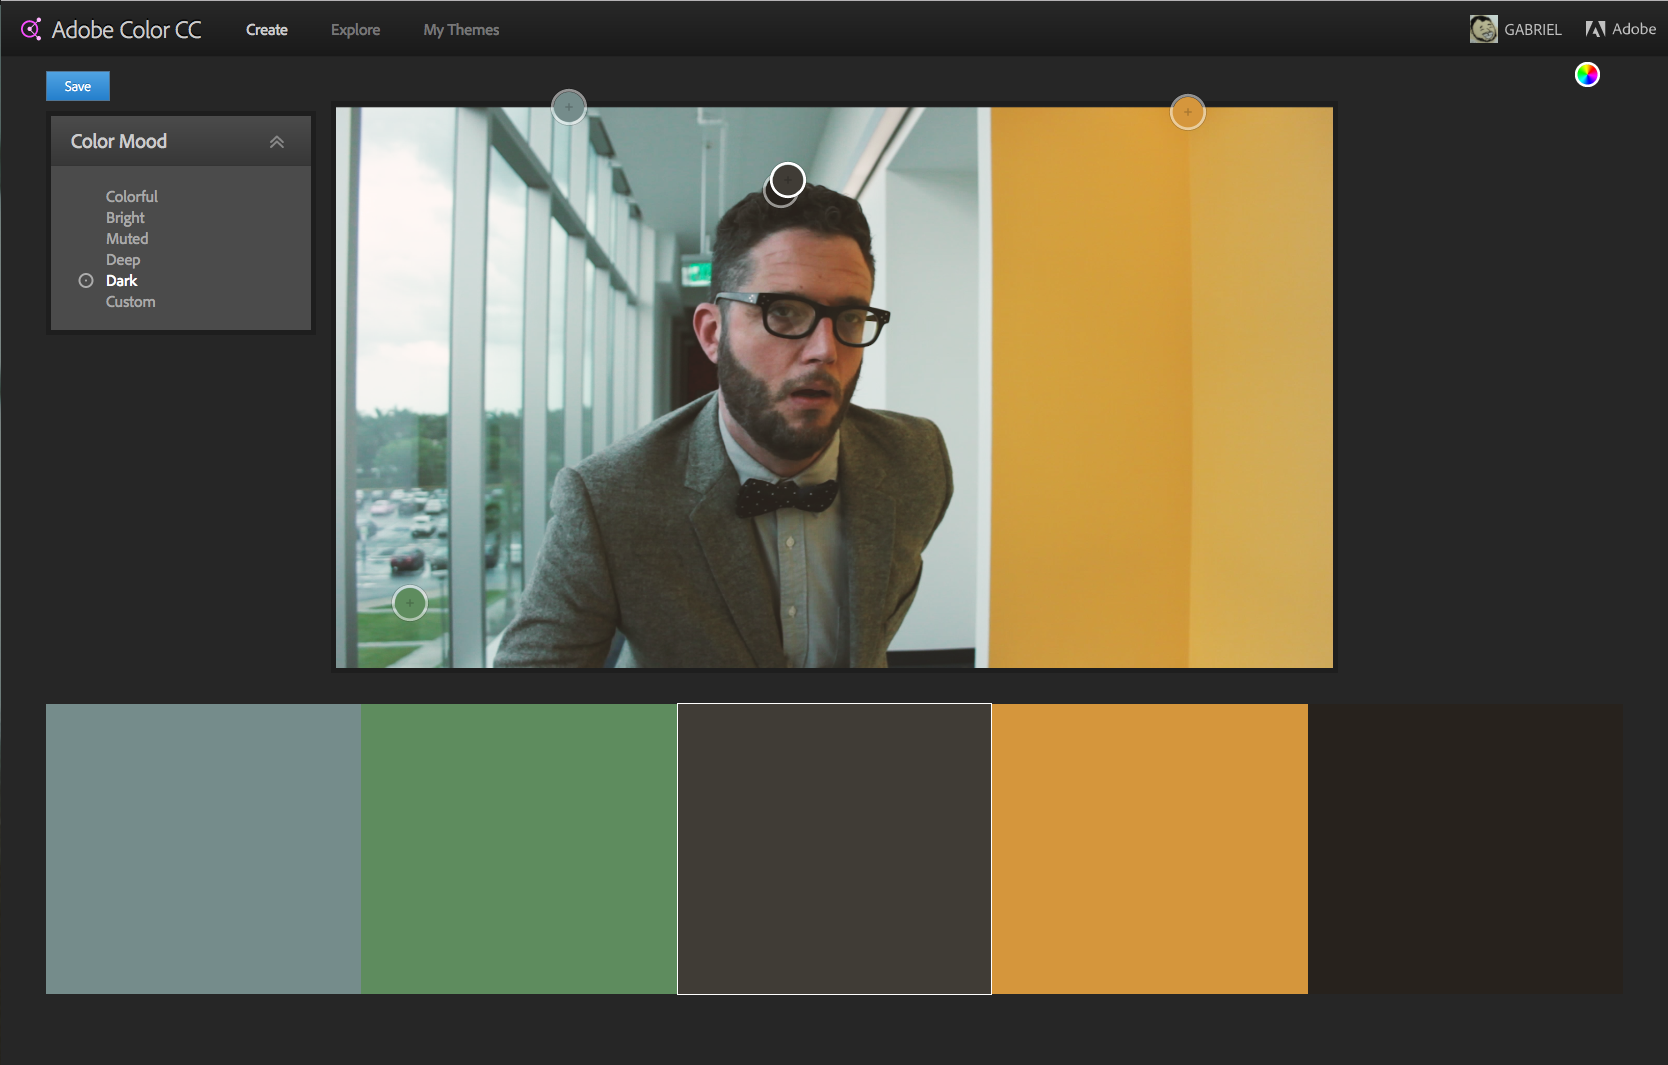 Adobe Color CC
Create
Explore
My Themes
GABRIEL
Adobe
Save
Color Mood
Colorful
Bright
Muted
Deep
Dark
Custom